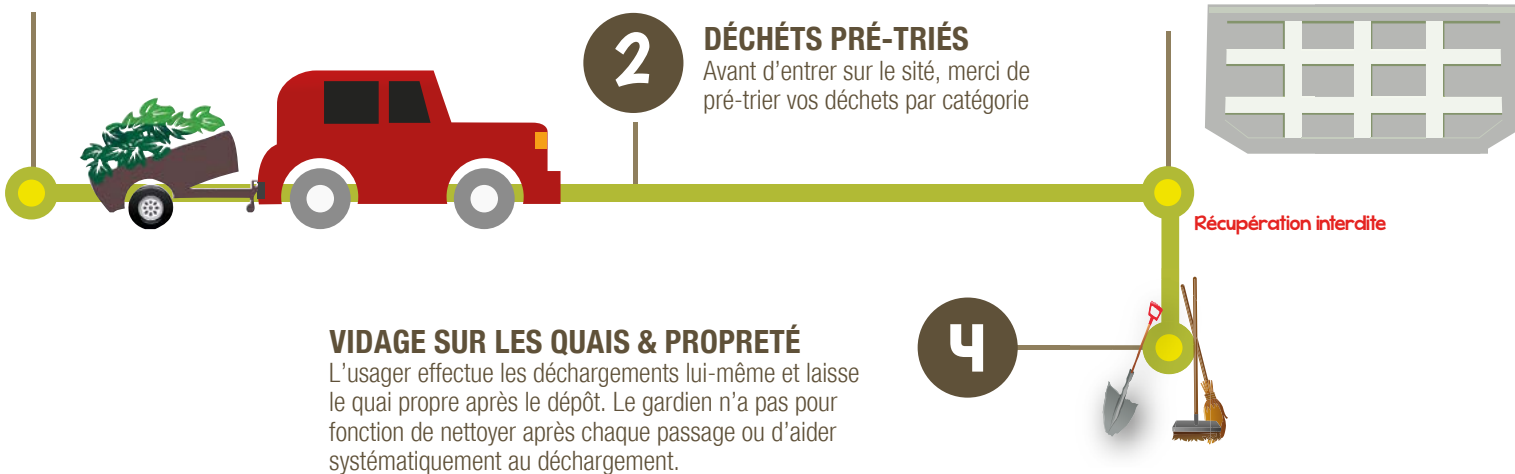 2
DÉCHÉTS PRÉ-TRIÉS
Avant d'entrer sur le sité, merci de
pré-trier vos déchets par catégorie
Récupération interdite
4
VIDAGE SUR LES QUAIS & PROPRETÉ
L'usager effectue les déchargements lui-même et laisse
le quai propre après le dépôt. Le gardien n'a pas pour
fonction de nettoyer après chaque passage ou d'aider
systématiquement au déchargement.